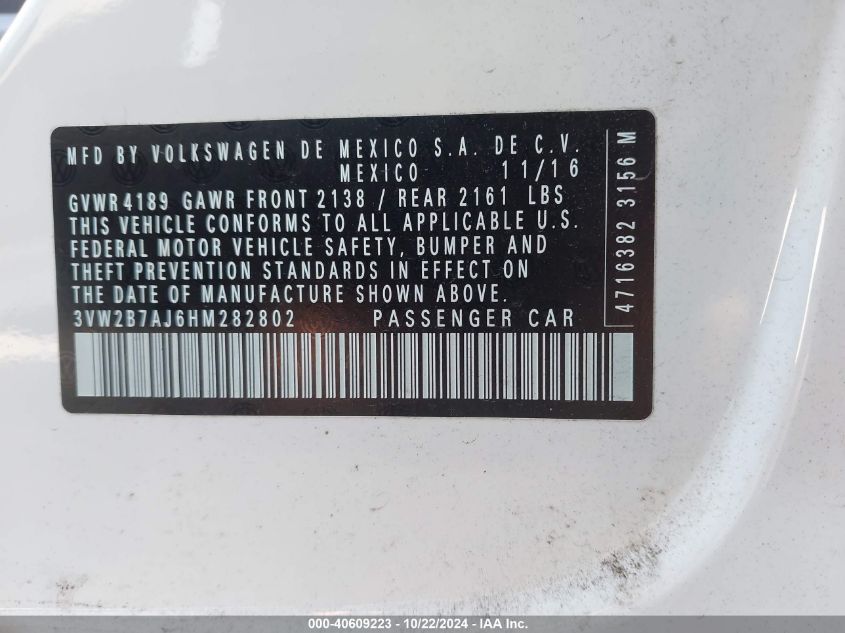 MFD BY VOLKSWAGEN DE MEXICO S.A. DE C.V.
MEXICO 11/16
GVWR 4189 GAWR FRONT 2138 / REAR 2161 LBS
THIS VEHICLE CONFORMS TO ALL APPLICABLE U.S.
FEDERAL MOTOR VEHICLE SAFETY, BUMPER AND
THEFT PREVENTION STANDARDS IN EFFECT ON
THE DATE OF MANUFACTURE SHOWN ABOVE.
3VW2B7AJ6HM282802 PASSENGER CAR
4716382 3156 M
000-40609223 - 10/22/2024 - IAA Inc.